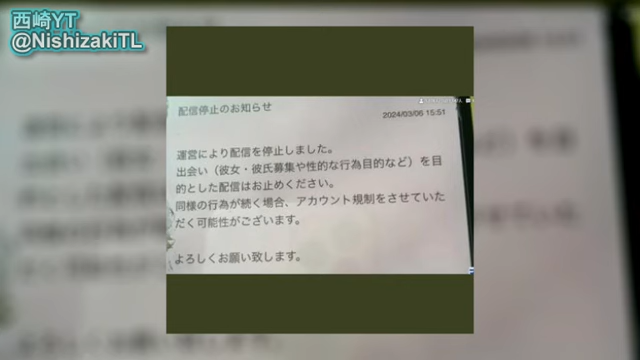 西崎YT
@NishizakiTL
配信停止のお知らせ
2024/03/06 15:51
運営により配信を停止しました。
出会い（彼女・彼氏募集や性的な行為目的など）を目
的とした配信はお止めください。
同様の行為が続く場合、アカウント規制をさせていた
だく可能性がございます。
よろしくお願い致します。